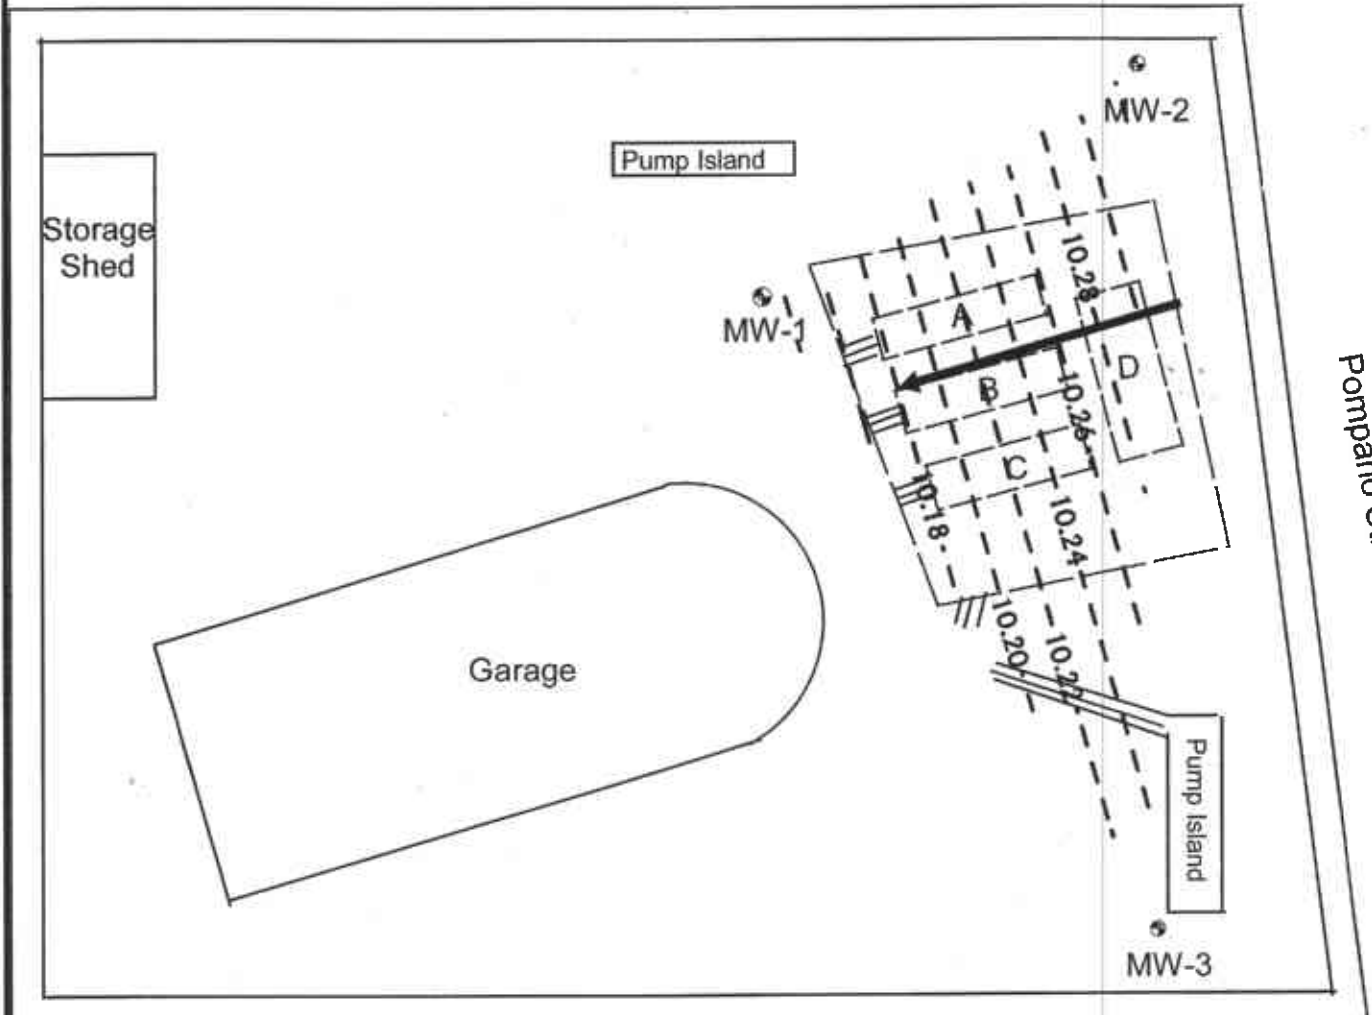 MW-2
Pump Island
Storage
Shed
10.28
MW-1
A
D
B
10.26
Pompano
C
10.18
10.24
10.20
10.22
Garage
Pump Island
MW-3